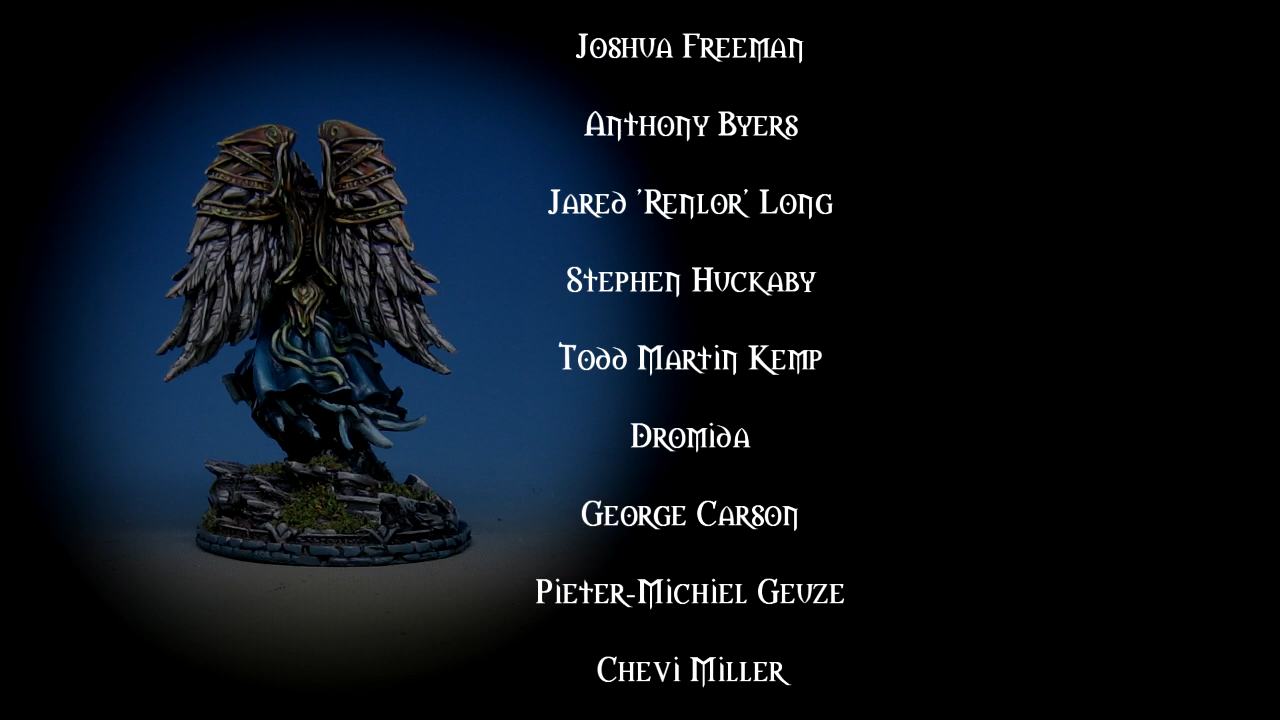 Joshua Freeman
Anthony Byers
Jared 'Renlor' Long
Stephen Huckaby
Todd Martin Kemp
Dromida
George Carson
Pieter-Michiel Geuze
Chevi Miller